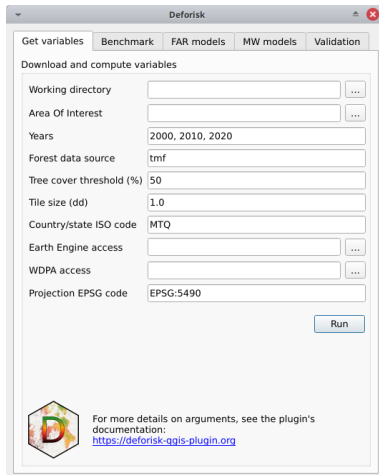 Deforisk
Get variables Benchmark FAR models MW models Validation
Download and compute variables
Working directory ...
Area Of Interest ...
Years 2000, 2010, 2020
Forest data source tmf
Tree cover threshold (%) 50
Tile size (dd) 1.0
Country/state ISO code MTQ
Earth Engine access ...
WDPA access ...
Projection EPSG code EPSG:5490
Run
D
For more details on arguments, see the plugin's
documentation:
https://deforisk-qgis-plugin.org